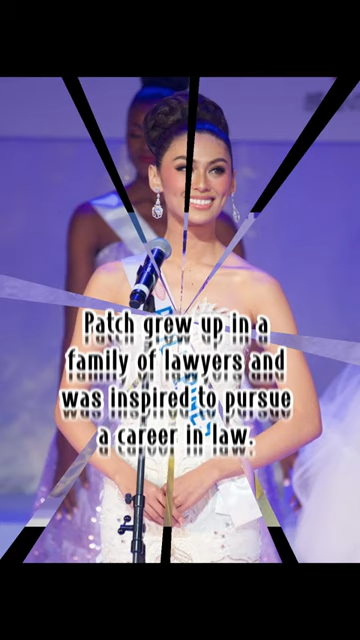 Patch grew up in a
family of lawyers and
was inspired to pursue
a career in law.